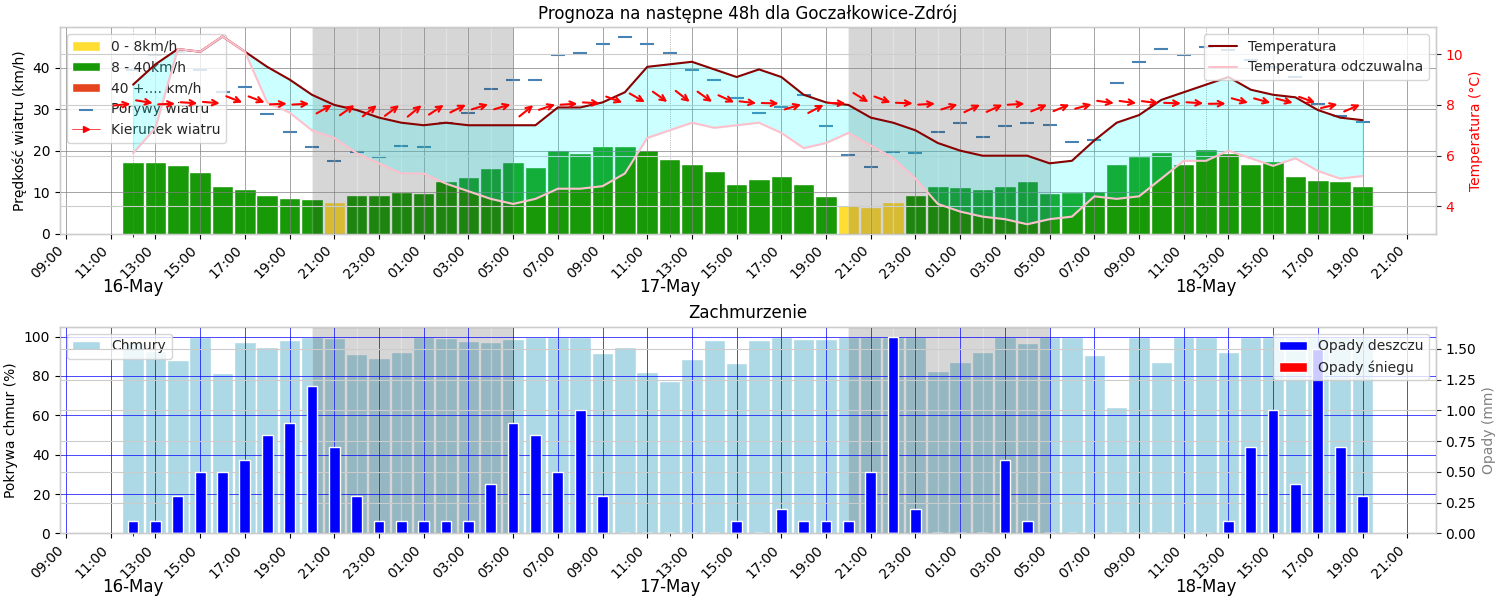 Prognoza na następne 48h dla Goczałkowice-Zdrój
0 - 8km/h
8 - 40km/h
40 +.... km/h
Porywy wiatru
Kierunek wiatru
Temperatura
Temperatura odczuwalna
Prędkość wiatru (km/h)
40
30
20
10
0
Temperatura (°C)
10
8
6
4
09:00 11:00 13:00 15:00 17:00 19:00 21:00 23:00 01:00 03:00 05:00 07:00 09:00 11:00 13:00 15:00 17:00 19:00 21:00 23:00 01:00 03:00 05:00 07:00 09:00 11:00 13:00 15:00 17:00 19:00 21:00
16-May 17-May 18-May
Zachmurzenie
Chmury
Opady deszczu
Opady śniegu
Pokrywa chmur (%)
100
80
60
40
20
0
Opady (mm)
1.50
1.25
1.00
0.75
0.50
0.25
0.00
09:00 11:00 13:00 15:00 17:00 19:00 21:00 23:00 01:00 03:00 05:00 07:00 09:00 11:00 13:00 15:00 17:00 19:00 21:00 23:00 01:00 03:00 05:00 07:00 09:00 11:00 13:00 15:00 17:00 19:00 21:00
16-May 17-May 18-May